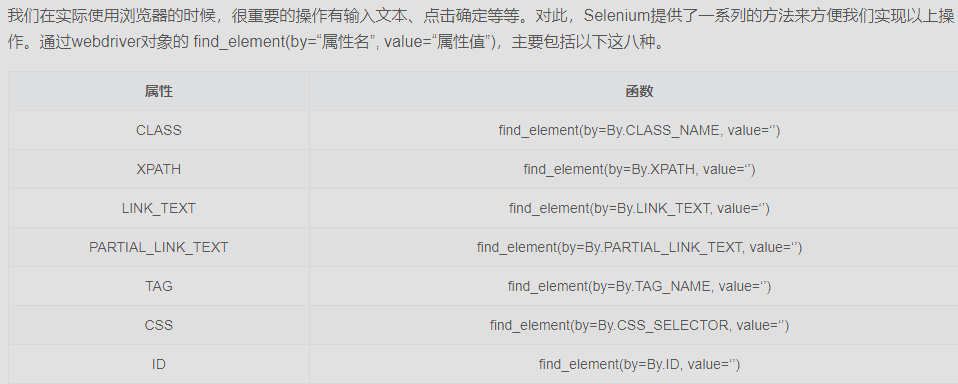 我们在实际使用浏览器的时候，很重要的操作有输入文本、点击确定等等。对此，Selenium提供了一系列的方法来方便我们实现以上操
作。通过webdriver对象的 find_element(by=“属性名”, value=“属性值”)，主要包括以下这八种。
属性 函数
CLASS find_element(by=By.CLASS_NAME, value=‘’)
XPATH find_element(by=By.XPATH, value=‘’)
LINK_TEXT find_element(by=By.LINK_TEXT, value=‘’)
PARTIAL_LINK_TEXT find_element(by=By.PARTIAL_LINK_TEXT, value=‘’)
TAG find_element(by=By.TAG_NAME, value=‘’)
CSS find_element(by=By.CSS_SELECTOR, value=‘’)
ID find_element(by=By.ID, value=‘’)